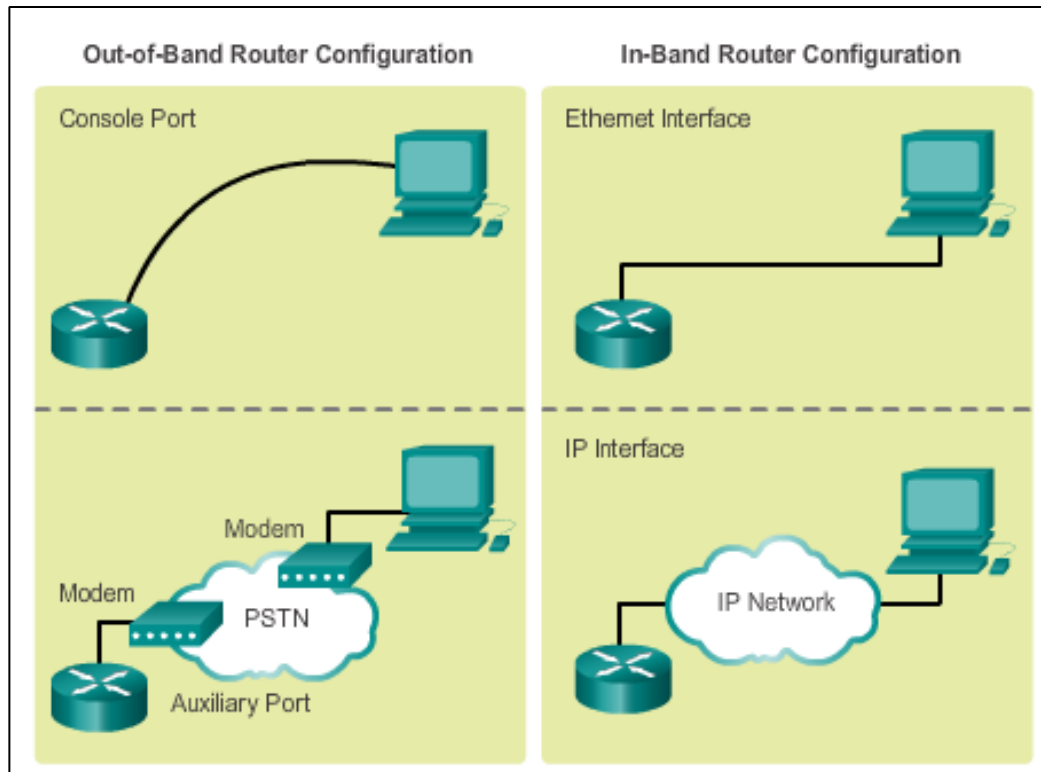 Out-of-Band Router Configuration
Console Port
Modem
Modem
PSTN
Auxiliary Port
In-Band Router Configuration
Ethernet Interface
IP Interface
IP Network